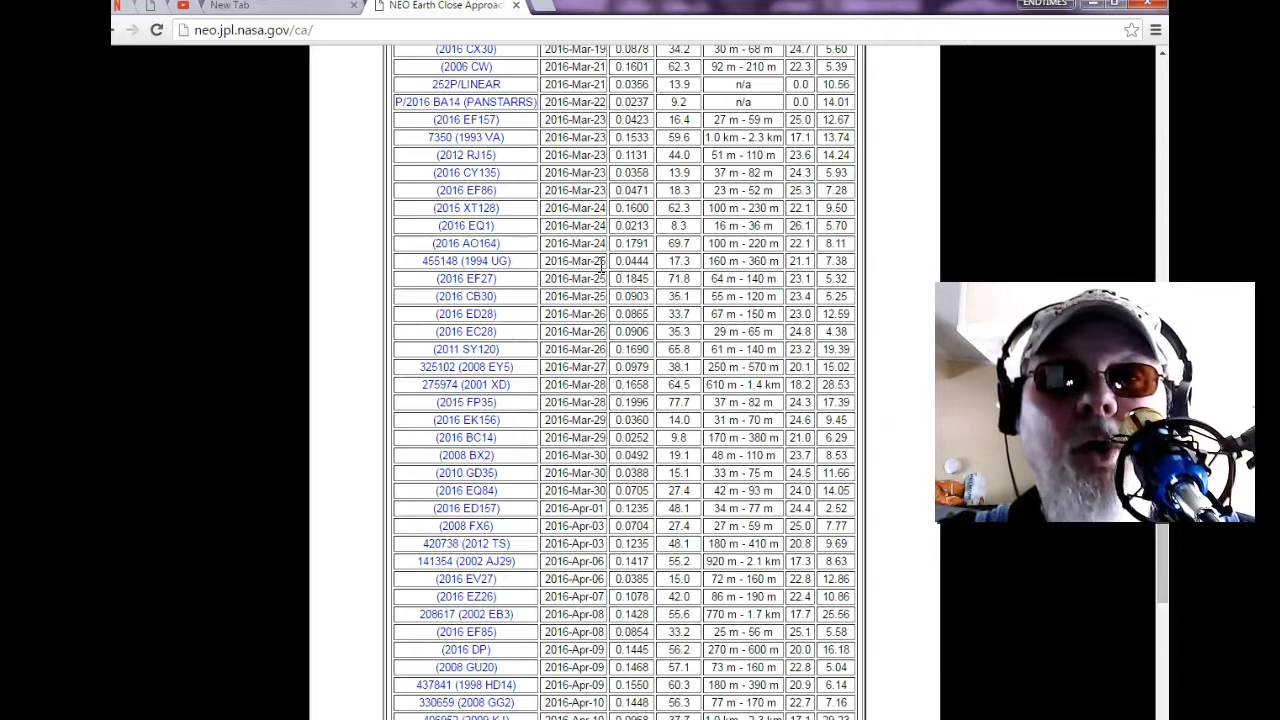 New Tab × NEO Earth Close Approac × ENDTIMES
neo.jpl.nasa.gov/ca/
(2016 CX30) 2016-Mar-19 0.0878 34.2 30 m - 68 m 24.7 5.60
(2006 CW) 2016-Mar-21 0.1601 62.3 92 m - 210 m 22.3 5.39
252P/LINEAR 2016-Mar-21 0.0356 13.9 n/a 0.0 10.56
P/2016 BA14 (PANSTARRS) 2016-Mar-22 0.0237 9.2 n/a 0.0 14.01
(2016 EF157) 2016-Mar-23 0.0423 16.4 27 m - 59 m 25.0 12.67
7350 (1993 VA) 2016-Mar-23 0.1533 59.6 1.0 km - 2.3 km 17.1 13.74
(2012 RJ15) 2016-Mar-23 0.1131 44.0 51 m - 110 m 23.6 14.24
(2016 CY135) 2016-Mar-23 0.0358 13.9 37 m - 82 m 24.3 5.93
(2016 EF86) 2016-Mar-23 0.0471 18.3 23 m - 52 m 25.3 7.28
(2015 XT128) 2016-Mar-24 0.1600 62.3 100 m - 230 m 22.1 9.50
(2016 EQ1) 2016-Mar-24 0.0213 8.3 16 m - 36 m 26.1 5.70
(2016 AO164) 2016-Mar-24 0.1791 69.7 100 m - 220 m 22.1 8.11
455148 (1994 UG) 0.0444 17.3 160 m - 360 m 21.1 7.38
(2016 EF27) 2016-Mar-25 0.1845 71.8 64 m - 140 m 23.1 5.32
(2016 CB30) 2016-Mar-25 0.0903 35.1 55 m - 120 m 23.4 5.25
(2016 ED28) 2016-Mar-26 0.0865 33.7 67 m - 150 m 23.0 12.59
(2016 EC28) 2016-Mar-26 0.0906 35.3 29 m - 65 m 24.8 4.38
(2011 SY120) 2016-Mar-26 0.1690 65.8 61 m - 140 m 23.2 19.39
325102 (2008 EY5) 2016-Mar-27 0.0979 38.1 250 m - 570 m 20.1 15.02
275974 (2001 XD) 2016-Mar-28 0.1658 64.5 610 m - 1.4 km 18.2 28.53
(2015 FP35) 2016-Mar-28 0.1996 77.7 37 m - 82 m 24.3 17.39
(2016 EK156) 2016-Mar-29 0.0360 14.0 31 m - 70 m 24.6 9.45
(2016 BC14) 2016-Mar-29 0.0252 9.8 170 m - 380 m 21.0 6.29
(2008 BX2) 2016-Mar-30 0.0492 19.1 48 m - 110 m 23.7 8.53
(2010 GD35) 2016-Mar-30 0.0388 15.1 33 m - 75 m 24.5 11.66
(2016 EQ84) 2016-Mar-30 0.0705 27.4 42 m - 93 m 24.0 14.05
(2016 ED157) 2016-Apr-01 0.1235 48.1 34 m - 77 m 24.4 2.52
(2008 FX6) 2016-Apr-03 0.0704 27.4 27 m - 59 m 25.0 7.77
420738 (2012 TS) 2016-Apr-03 0.1235 48.1 180 m - 410 m 20.8 9.69
141354 (2002 AJ29) 2016-Apr-06 0.1417 55.2 920 m - 2.1 km 17.3 8.63
(2016 EV27) 2016-Apr-06 0.0385 15.0 72 m - 160 m 22.8 12.86
(2016 EZ26) 2016-Apr-07 0.1078 42.0 86 m - 190 m 22.4 10.86
208617 (2002 EB3) 2016-Apr-08 0.1428 55.6 770 m - 1.7 km 17.7 25.56
(2016 EF85) 2016-Apr-08 0.0854 33.2 25 m - 56 m 25.1 5.58
(2016 DP) 2016-Apr-09 0.1445 56.2 270 m - 600 m 20.0 16.18
(2008 GU20) 2016-Apr-09 0.1468 57.1 73 m - 160 m 22.8 5.04
437841 (1998 HD14) 2016-Apr-09 0.1550 60.3 180 m - 390 m 20.9 6.14
330659 (2008 GG2) 2016-Apr-10 0.1448 56.3 77 m - 170 m 22.7 7.16
2016-Apr-10 37.7 17.1